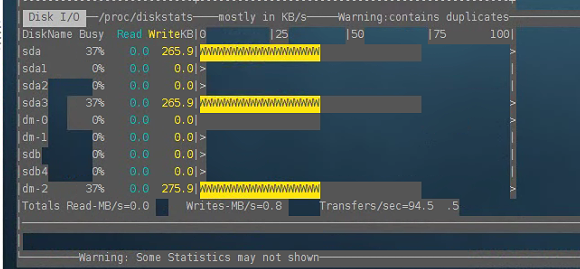 Disk I/O —/proc/diskstats——mostly in KB/s——Warning:contains duplicates
DiskName Busy Read WriteKB|0 |25 |50 |75 100|
sda 37% 0.0 265.9|WWWWWWWWWWWWWWWWWWW >
sda1 0% 0.0 0.0|> |
sda2 0% 0.0 0.0|> |
sda3 37% 0.0 265.9|WWWWWWWWWWWWWWWWWWW >
dm-0 0% 0.0 0.0| |
dm-1 0% 0.0 0.0|> |
sdb 0% 0.0 0.0|> |
sdb4 0% 0.0 0.0|> |
dm-2 37% 0.0 275.9|WWWWWWWWWWWWWWWWWWW >
Totals Read-MB/s=0.0 Writes-MB/s=0.8 Transfers/sec=94.5 .5
Warning: Some Statistics may not shown